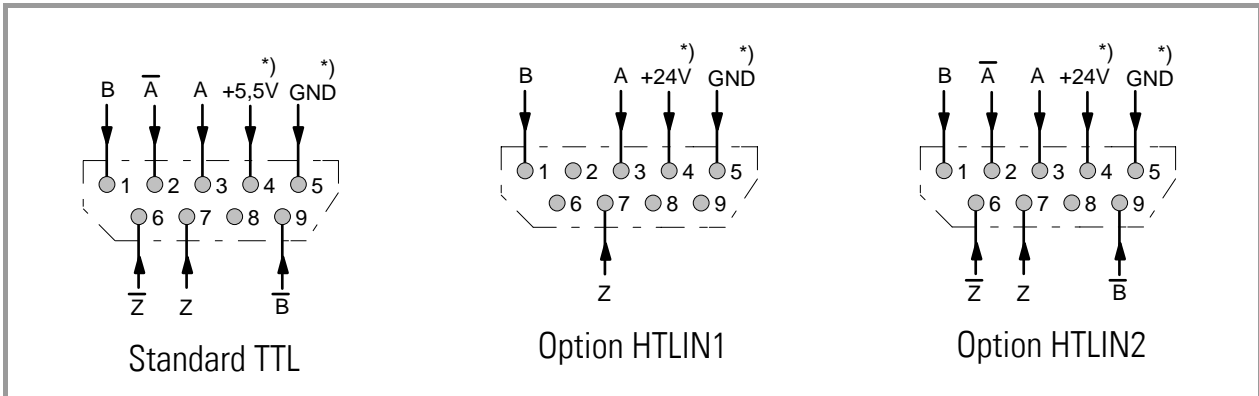 *) *)
B A̅ A +5,5V GND
1 2 3 4 5
6 7 8 9
Z̅ Z B̅
Standard TTL
*) *)
B A +24V GND
1 2 3 4 5
6 7 8 9
Z
Option HTLIN1
*) *)
B A̅ A +24V GND
1 2 3 4 5
6 7 8 9
Z̅ Z B̅
Option HTLIN2